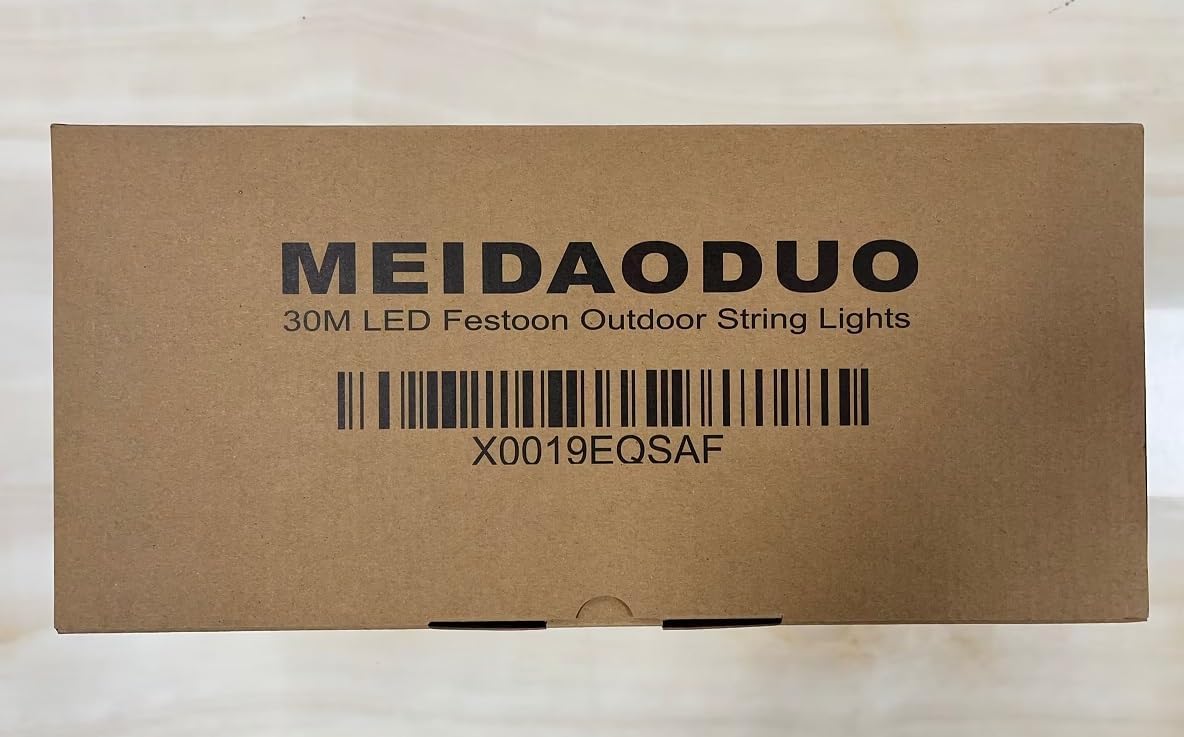 MEIDAODUO
30M LED Festoon Outdoor String Lights
X0019EQSAF